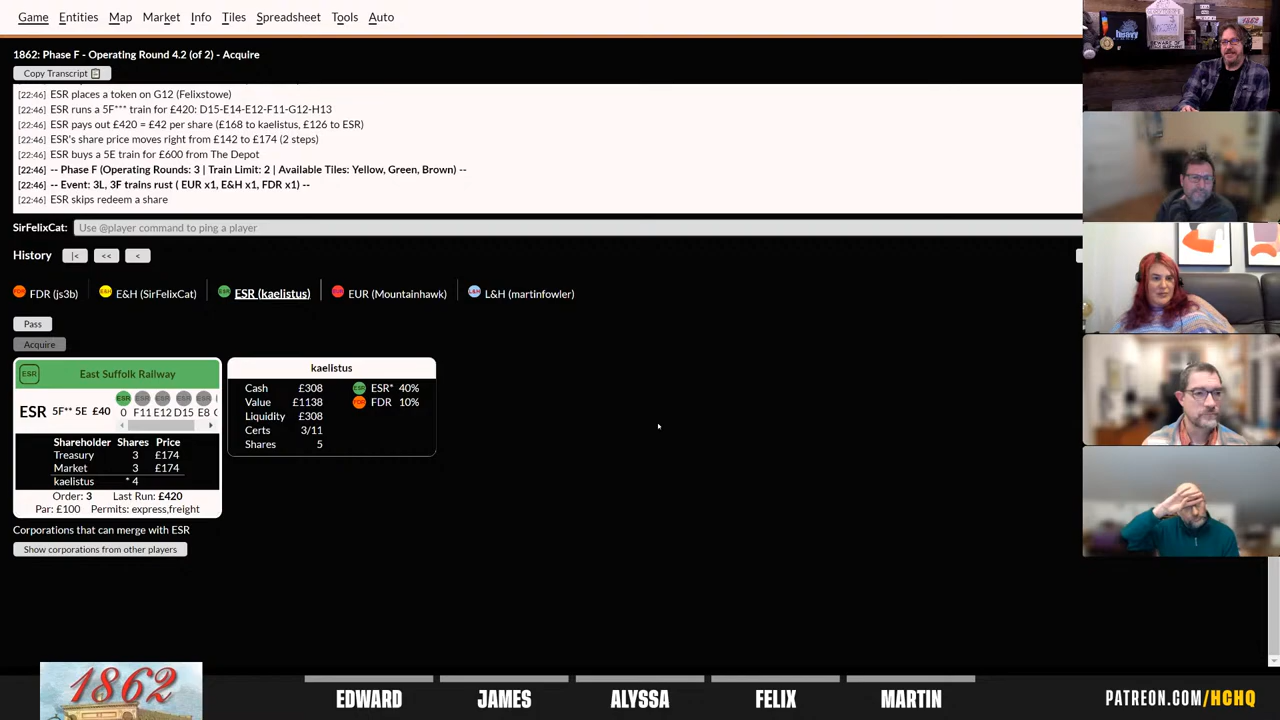 Game Entities Map Market Info Tiles Spreadsheet Tools Auto
1862: Phase F - Operating Round 4.2 (of 2) - Acquire
Copy Transcript
[22:46] ESR places a token on G12 (Felixstowe)
[22:46] ESR runs a 5F*** train for £420: D15-E14-E12-F11-G12-H13
[22:46] ESR pays out £420 = £42 per share (£168 to kaelistus, £126 to ESR)
[22:46] ESR's share price moves right from £142 to £174 (2 steps)
[22:46] ESR buys a 5E train for £600 from The Depot
[22:46] -- Phase F (Operating Rounds: 3 | Train Limit: 2 | Available Tiles: Yellow, Green, Brown) --
[22:46] -- Event: 3L, 3F trains rust ( EUR x1, E&H x1, FDR x1) --
[22:46] ESR skips redeem a share
SirFelixCat: Use @player command to ping a player
History |< << <
FDR (js3b) E&H (SirFelixCat) ESR (kaelistus) EUR (Mountainhawk) L&H (martinfowler)
Pass
Acquire
ESR East Suffolk Railway
ESR 5F** 5E £40
ESR ESR ESR ESR ESR
0 F11 E12 D15 E8
Shareholder Shares Price
Treasury 3 £174
Market 3 £174
kaelistus * 4
Order: 3 Last Run: £420
Par: £100 Permits: express,freight
kaelistus
Cash £308 ESR* 40%
Value £1138 FDR 10%
Liquidity £308
Certs 3/11
Shares 5
Corporations that can merge with ESR
Show corporations from other players
1862
EDWARD JAMES ALYSSA FELIX MARTIN
PATREON.COM/HCHQ